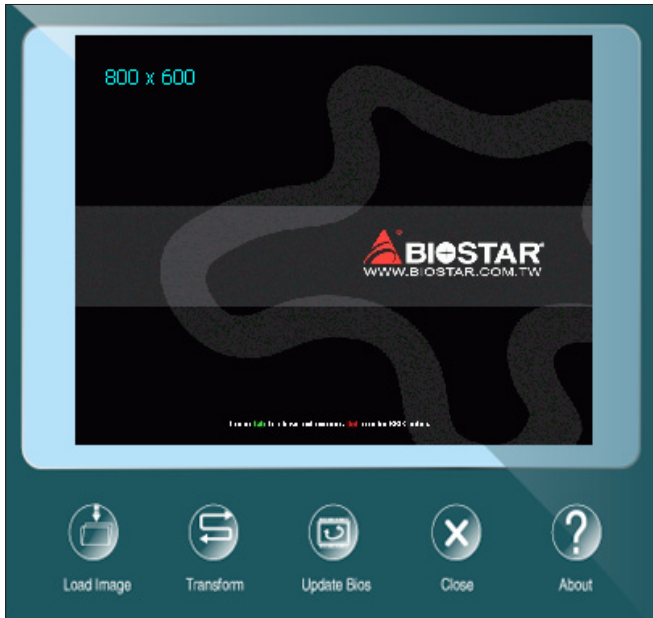 800 x 600
BIOSTAR
WWW.BIOSTAR.COM.TW
Load Image
Transform
Update Bios
Close
About